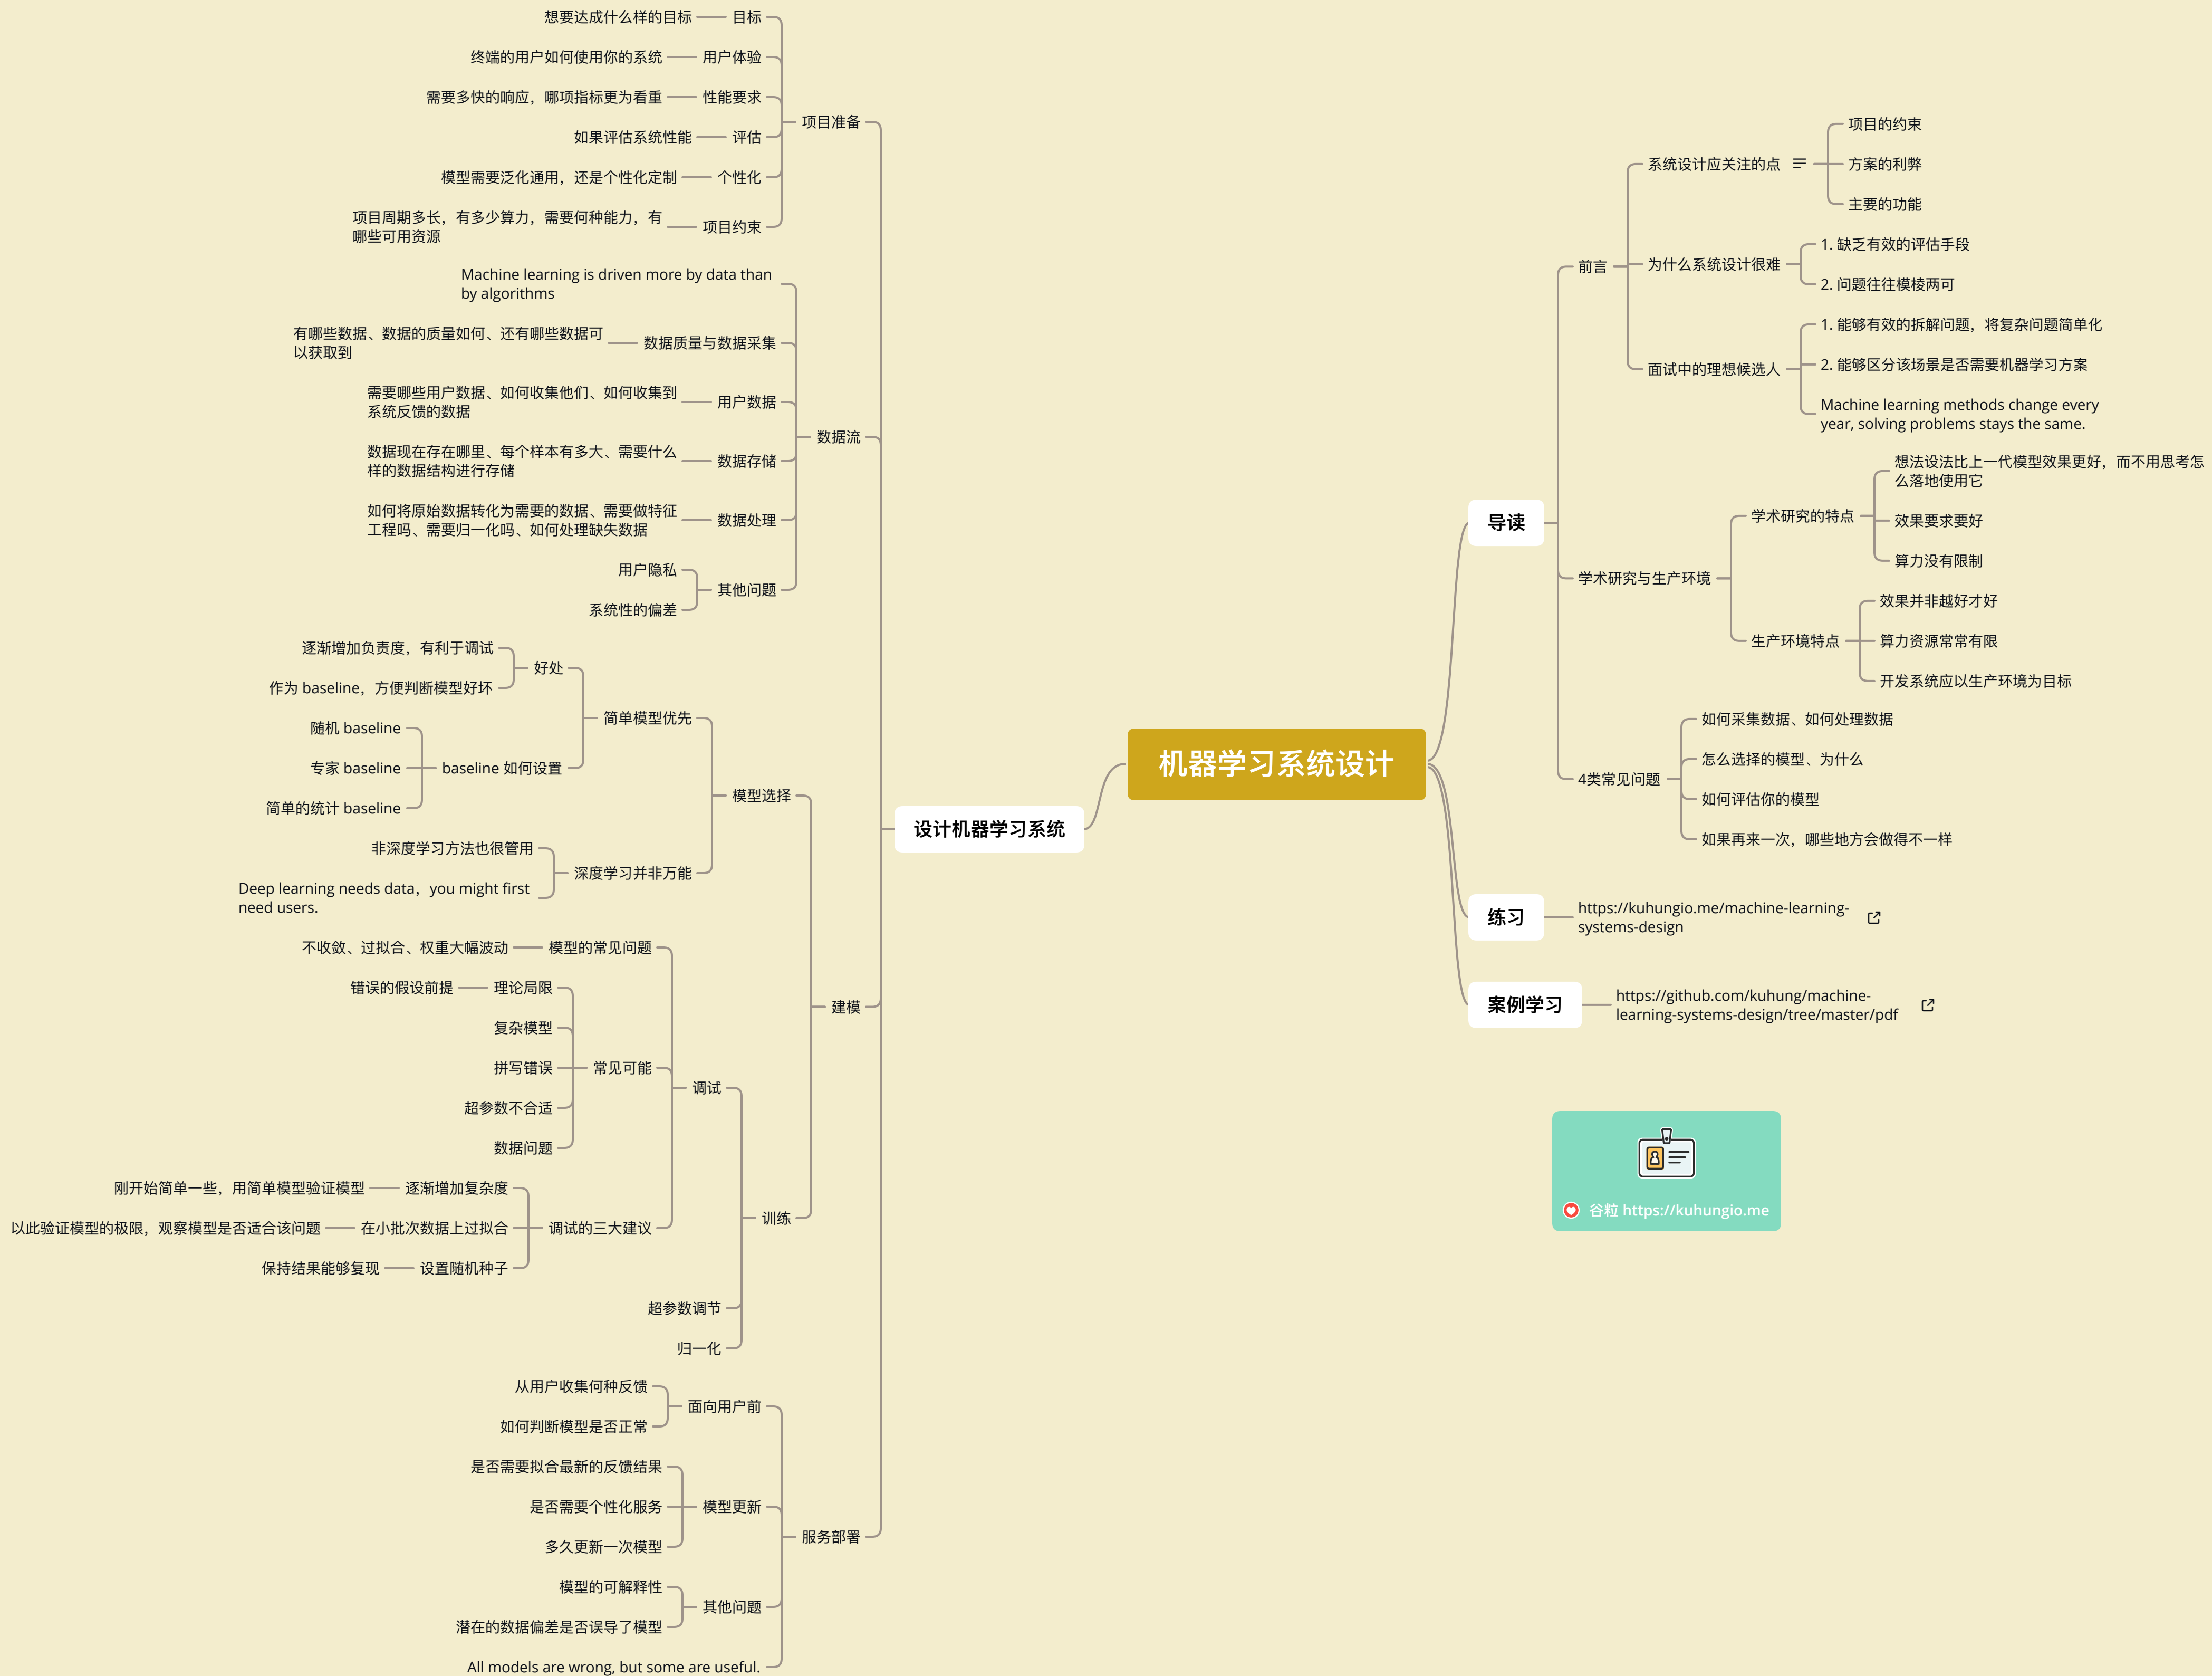 机器学习系统设计
导读
前言
系统设计应关注的点
项目的约束
方案的利弊
主要的功能
为什么系统设计很难
1. 缺乏有效的评估手段
2. 问题往往模棱两可
面试中的理想候选人
1. 能够有效的拆解问题，将复杂问题简单化
2. 能够区分该场景是否需要机器学习方案
Machine learning methods change every
year, solving problems stays the same.
学术研究与生产环境
学术研究的特点
想法设法比上一代模型效果更好，而不用思考怎
么落地使用它
效果要求要好
算力没有限制
生产环境特点
效果并非越好才好
算力资源常常有限
开发系统应以生产环境为目标
4类常见问题
如何采集数据、如何处理数据
怎么选择的模型、为什么
如何评估你的模型
如果再来一次，哪些地方会做得不一样
练习
https://kuhungio.me/machine-learning-
systems-design
案例学习
https://github.com/kuhung/machine-
learning-systems-design/tree/master/pdf
谷粒 https://kuhungio.me
设计机器学习系统
项目准备
目标
想要达成什么样的目标
用户体验
终端的用户如何使用你的系统
性能要求
需要多快的响应，哪项指标更为看重
评估
如果评估系统性能
个性化
模型需要泛化通用，还是个性化定制
项目约束
项目周期多长，有多少算力，需要何种能力，有
哪些可用资源
数据流
Machine learning is driven more by data than
by algorithms
数据质量与数据采集
有哪些数据、数据的质量如何、还有哪些数据可
以获取到
用户数据
需要哪些用户数据、如何收集他们、如何收集到
系统反馈的数据
数据存储
数据现在存在哪里、每个样本有多大、需要什么
样的数据结构进行存储
数据处理
如何将原始数据转化为需要的数据、需要做特征
工程吗、需要归一化吗、如何处理缺失数据
其他问题
用户隐私
系统性的偏差
建模
模型选择
简单模型优先
好处
逐渐增加负责度，有利于调试
作为 baseline，方便判断模型好坏
baseline 如何设置
随机 baseline
专家 baseline
简单的统计 baseline
深度学习并非万能
非深度学习方法也很管用
Deep learning needs data，you might first
need users.
训练
调试
模型的常见问题
不收敛、过拟合、权重大幅波动
常见可能
理论局限
错误的假设前提
复杂模型
拼写错误
超参数不合适
数据问题
调试的三大建议
逐渐增加复杂度
刚开始简单一些，用简单模型验证模型
在小批次数据上过拟合
以此验证模型的极限，观察模型是否适合该问题
设置随机种子
保持结果能够复现
超参数调节
归一化
服务部署
面向用户前
从用户收集何种反馈
如何判断模型是否正常
模型更新
是否需要拟合最新的反馈结果
是否需要个性化服务
多久更新一次模型
其他问题
模型的可解释性
潜在的数据偏差是否误导了模型
All models are wrong, but some are useful.